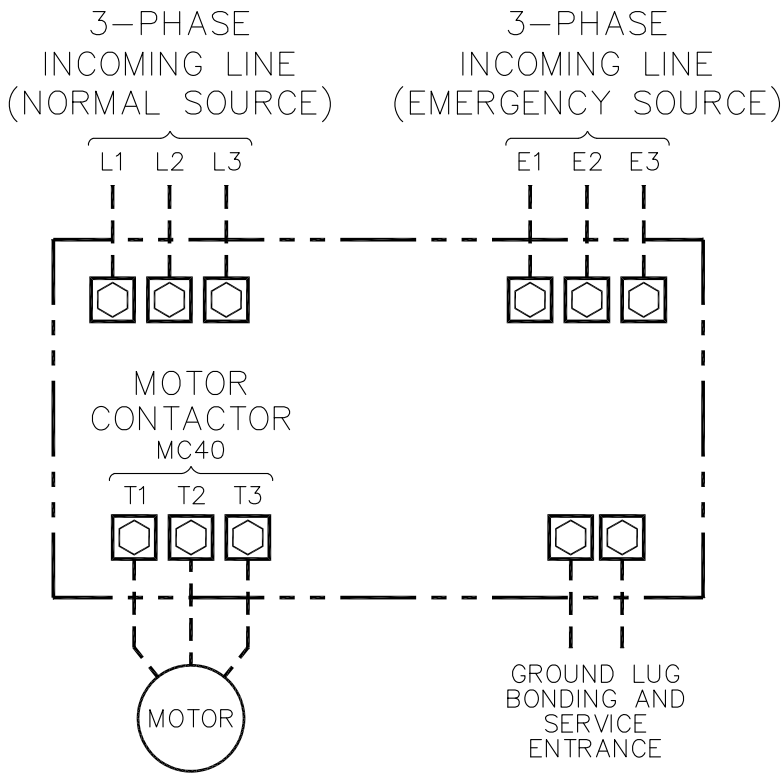 3-PHASE
INCOMING LINE
(NORMAL SOURCE)
L1 L2 L3
3-PHASE
INCOMING LINE
(EMERGENCY SOURCE)
E1 E2 E3
MOTOR
CONTACTOR
MC40
T1 T2 T3
MOTOR
GROUND LUG
BONDING AND
SERVICE
ENTRANCE